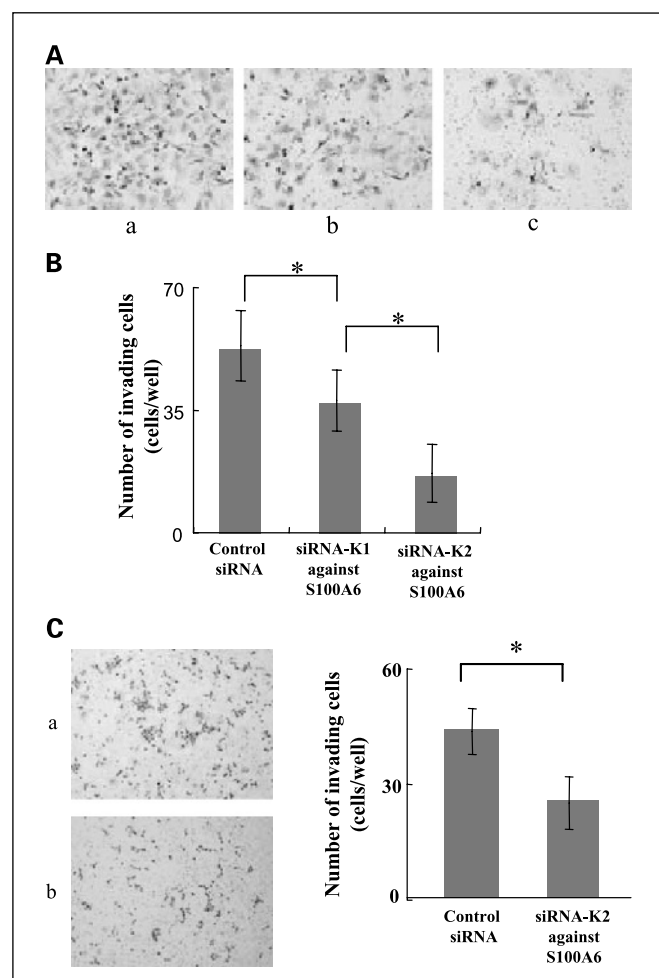 A
a
b
c
B
Number of invading cells
(cells/well)
70
35
0
*
*
Control
siRNA
siRNA-K1
against
S100A6
siRNA-K2
against
S100A6
C
a
b
Number of invading cells
(cells/well)
60
30
0
*
Control
siRNA
siRNA-K2
against
S100A6